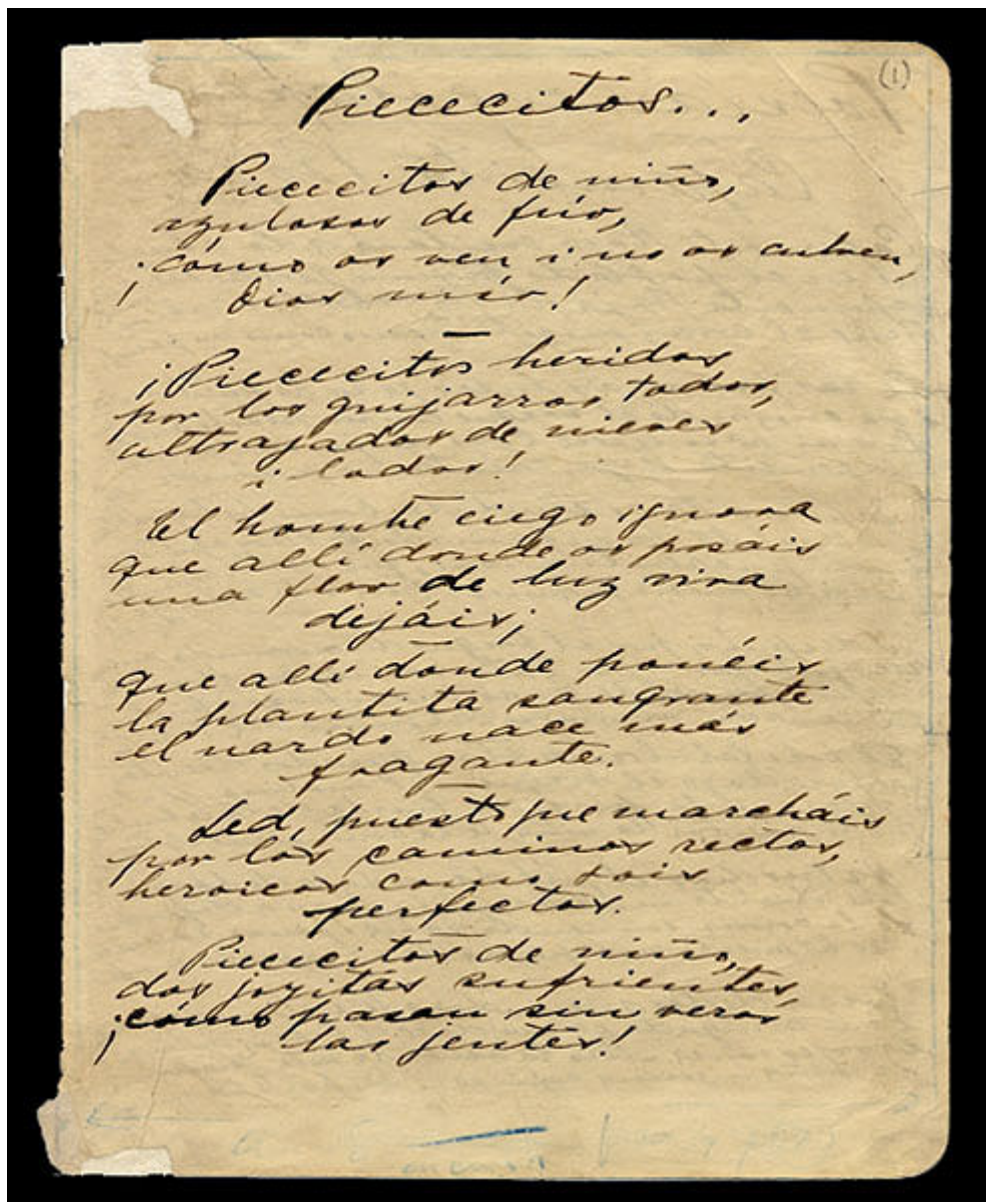 (1)
Piececitos...
Piececitos de niño,
azulosos de frío,
¡cómo os ven i no os cubren,
Dios mío!
¡Piececitos heridos
por los guijarros todos,
ultrajados de nieves
i lodos!
El hombre ciego ignora
que allí donde os posáis
una flor de luz viva
dejáis;
que allí donde ponéis
la plantita sangrante
el nardo nace más
fragante.
Sed, puesto que marcháis
por los caminos rectos,
heroicos como sois
perfectos.
Piececitos de niño,
dos joyitas sufrientes,
¡cómo pasan sin veros
las jentes!